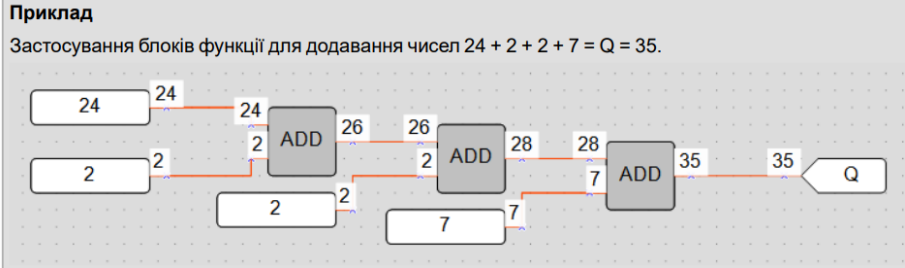 Приклад
Застосування блоків функції для додавання чисел 24 + 2 + 2 + 7 = Q = 35.
24 24 24 ADD 26 26 ADD 28 28 ADD 35 35 Q
2 2 2 2 2 7
2 7 7